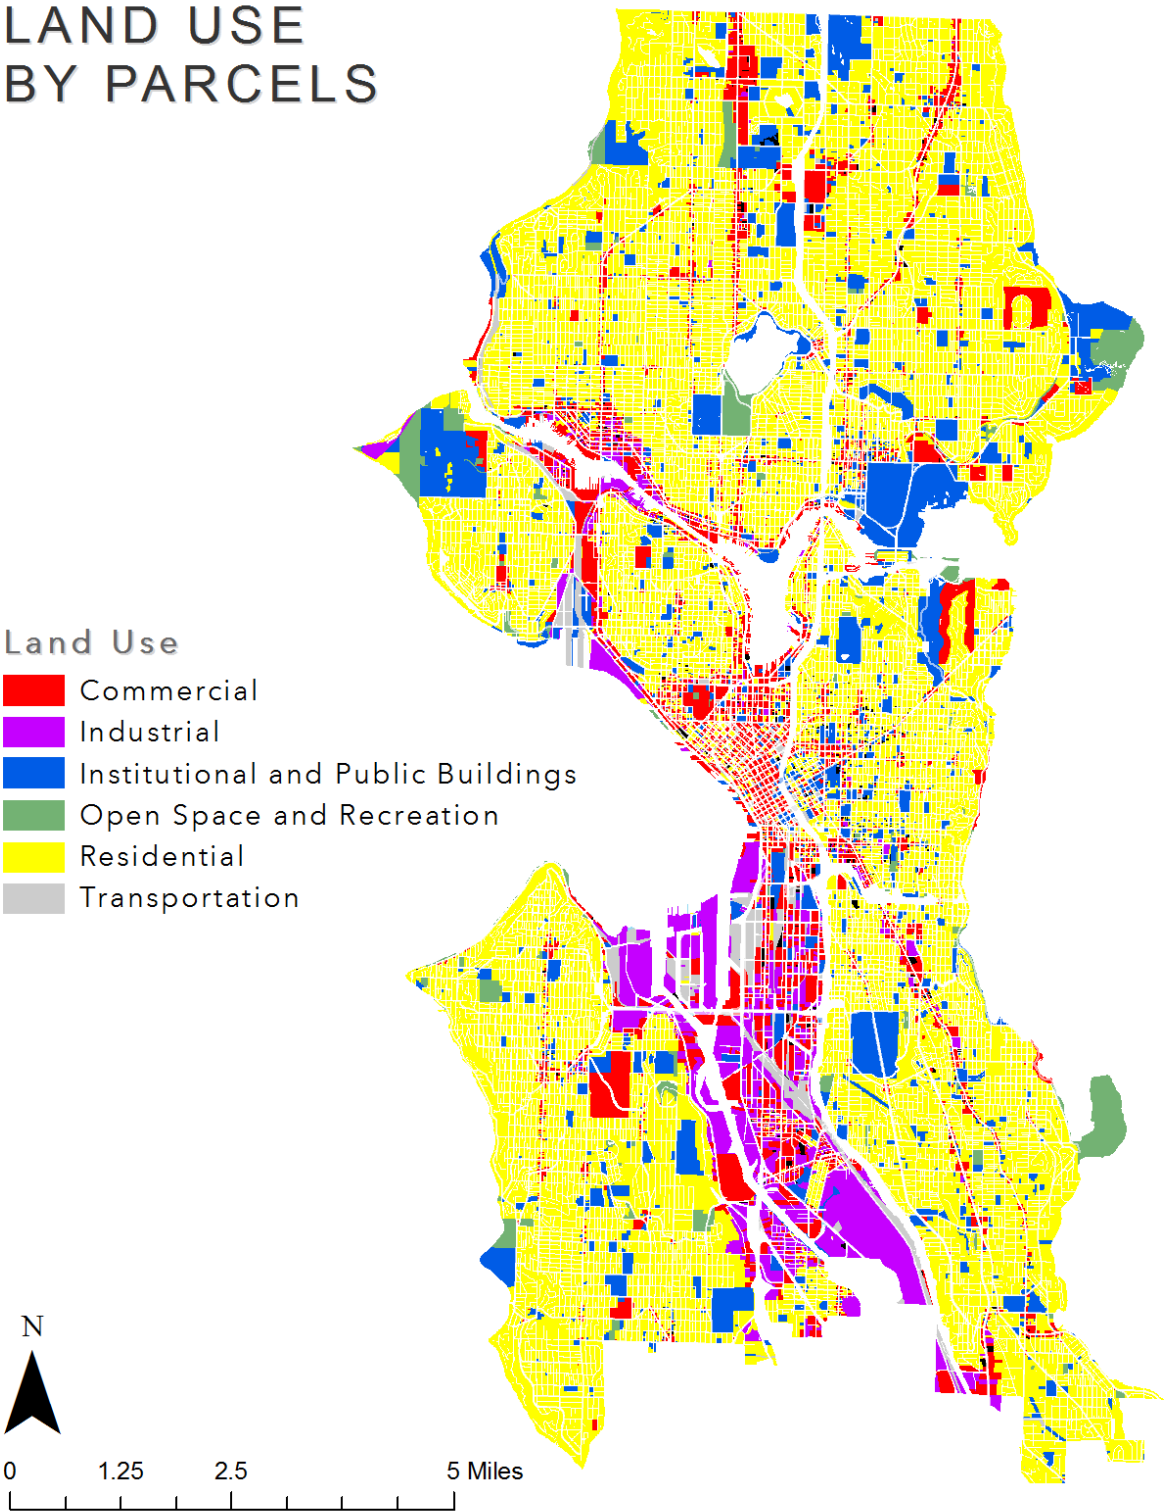 LAND USE
BY PARCELS
Land Use
Commercial
Industrial
Institutional and Public Buildings
Open Space and Recreation
Residential
Transportation
N
0 1.25 2.5 5 Miles